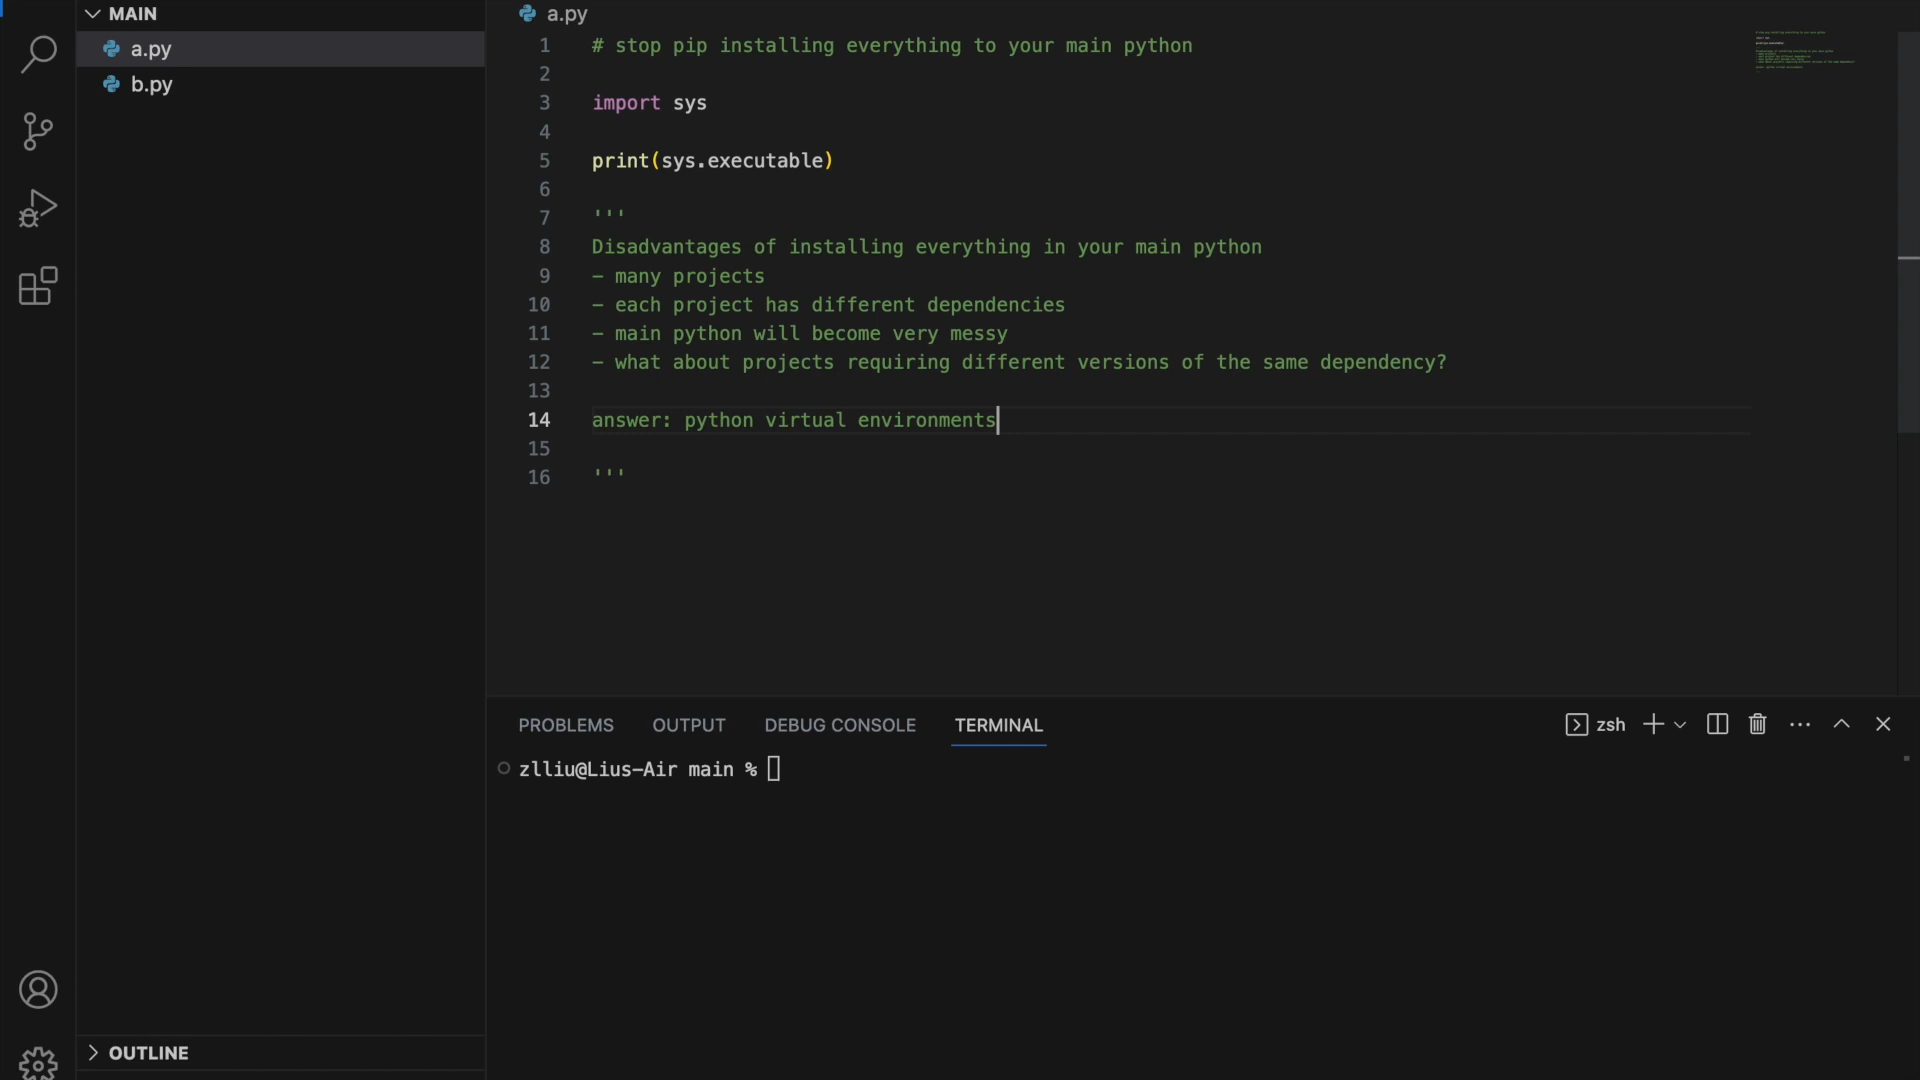 MAIN
a.py
b.py
OUTLINE
a.py
1 # stop pip installing everything to your main python
2
3 import sys
4
5 print(sys.executable)
6
7 '''
8 Disadvantages of installing everything in your main python
9 - many projects
10 - each project has different dependencies
11 - main python will become very messy
12 - what about projects requiring different versions of the same dependency?
13
14 answer: python virtual environments
15
16 '''
PROBLEMS OUTPUT DEBUG CONSOLE TERMINAL zsh
zlliu@Lius-Air main %